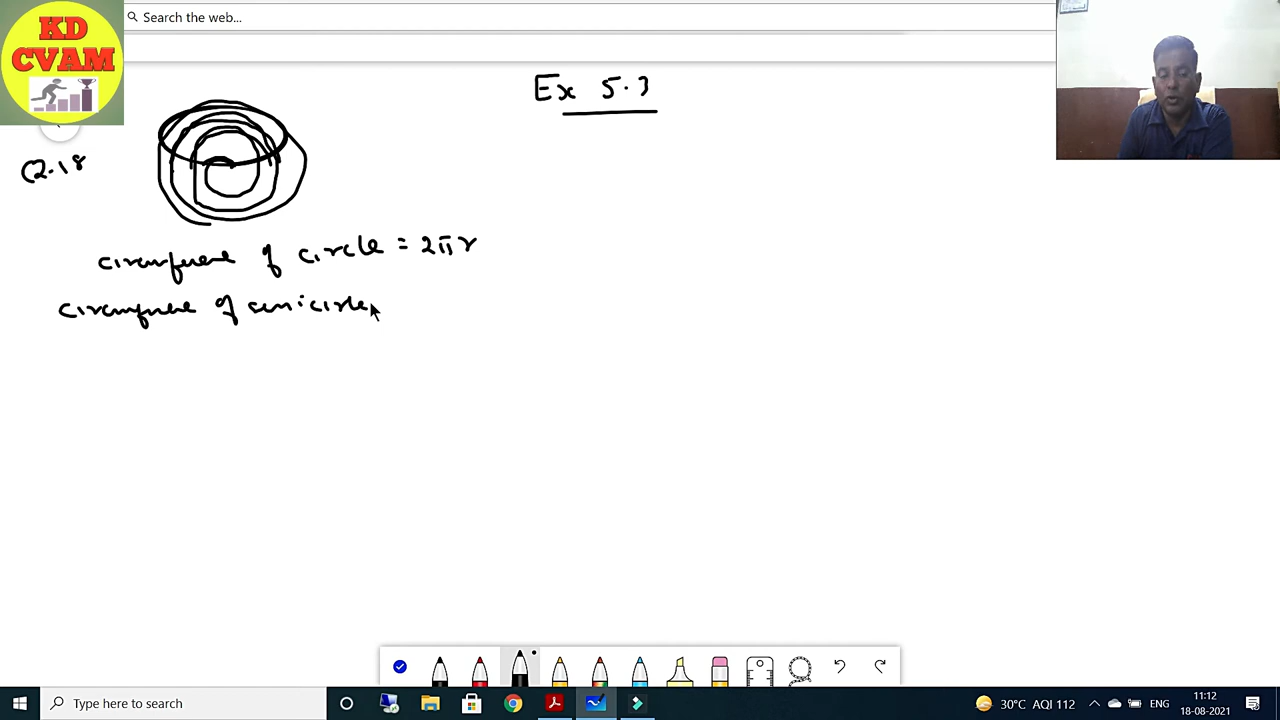 KD
CVAM
Search the web...
Ex 5.3
Q.18
circumference of circle = 2πr
circumference of semicircle
Type here to search
30°C AQI 112
ENG
11:12
18-08-2021